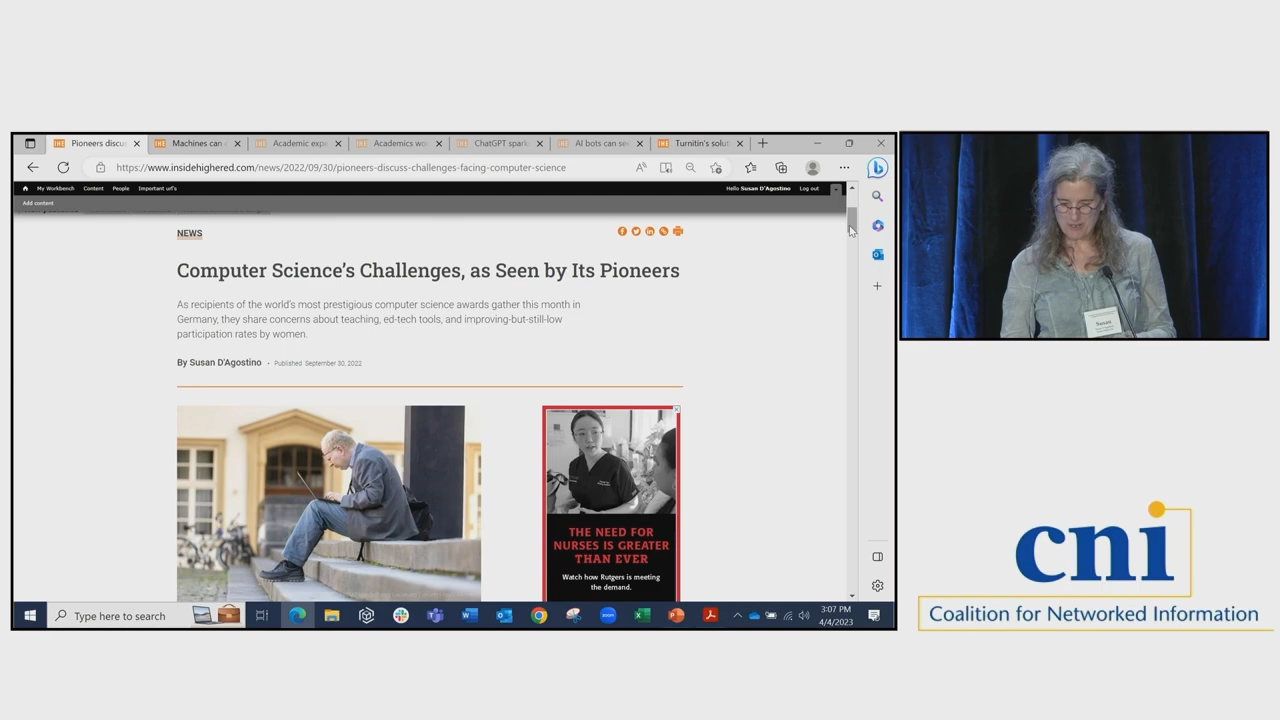 Pioneers discu
Machines can
Academic exp
Academics wo
ChatGPT spark
AI bots can se
Turnitin's solut
https://www.insidehighered.com/news/2022/09/30/pioneers-discuss-challenges-facing-computer-science
My Workbench Content People Important url's
Hello Susan D'Agostino Log out
Add content
NEWS
Computer Science's Challenges, as Seen by Its Pioneers
As recipients of the world's most prestigious computer science awards gather this month in
Germany, they share concerns about teaching, ed-tech tools, and improving-but-still-low
participation rates by women.
By Susan D'Agostino • Published September 30, 2022
THE NEED FOR
NURSES IS GREATER
THAN EVER
Watch how Rutgers is meeting
the demand.
Type here to search
3:07 PM
4/4/2023
Susan
cni
Coalition for Networked Information